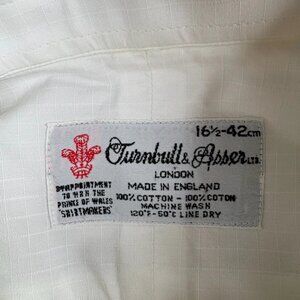 16½-42cm
Turnbull & Asser LTD.
LONDON
MADE IN ENGLAND
BY APPOINTMENT
TO HRH THE
PRINCE OF WALES
SHIRTMAKERS
100% COTTON - 100% COTON
MACHINE WASH
120°F-50°C LINE DRY